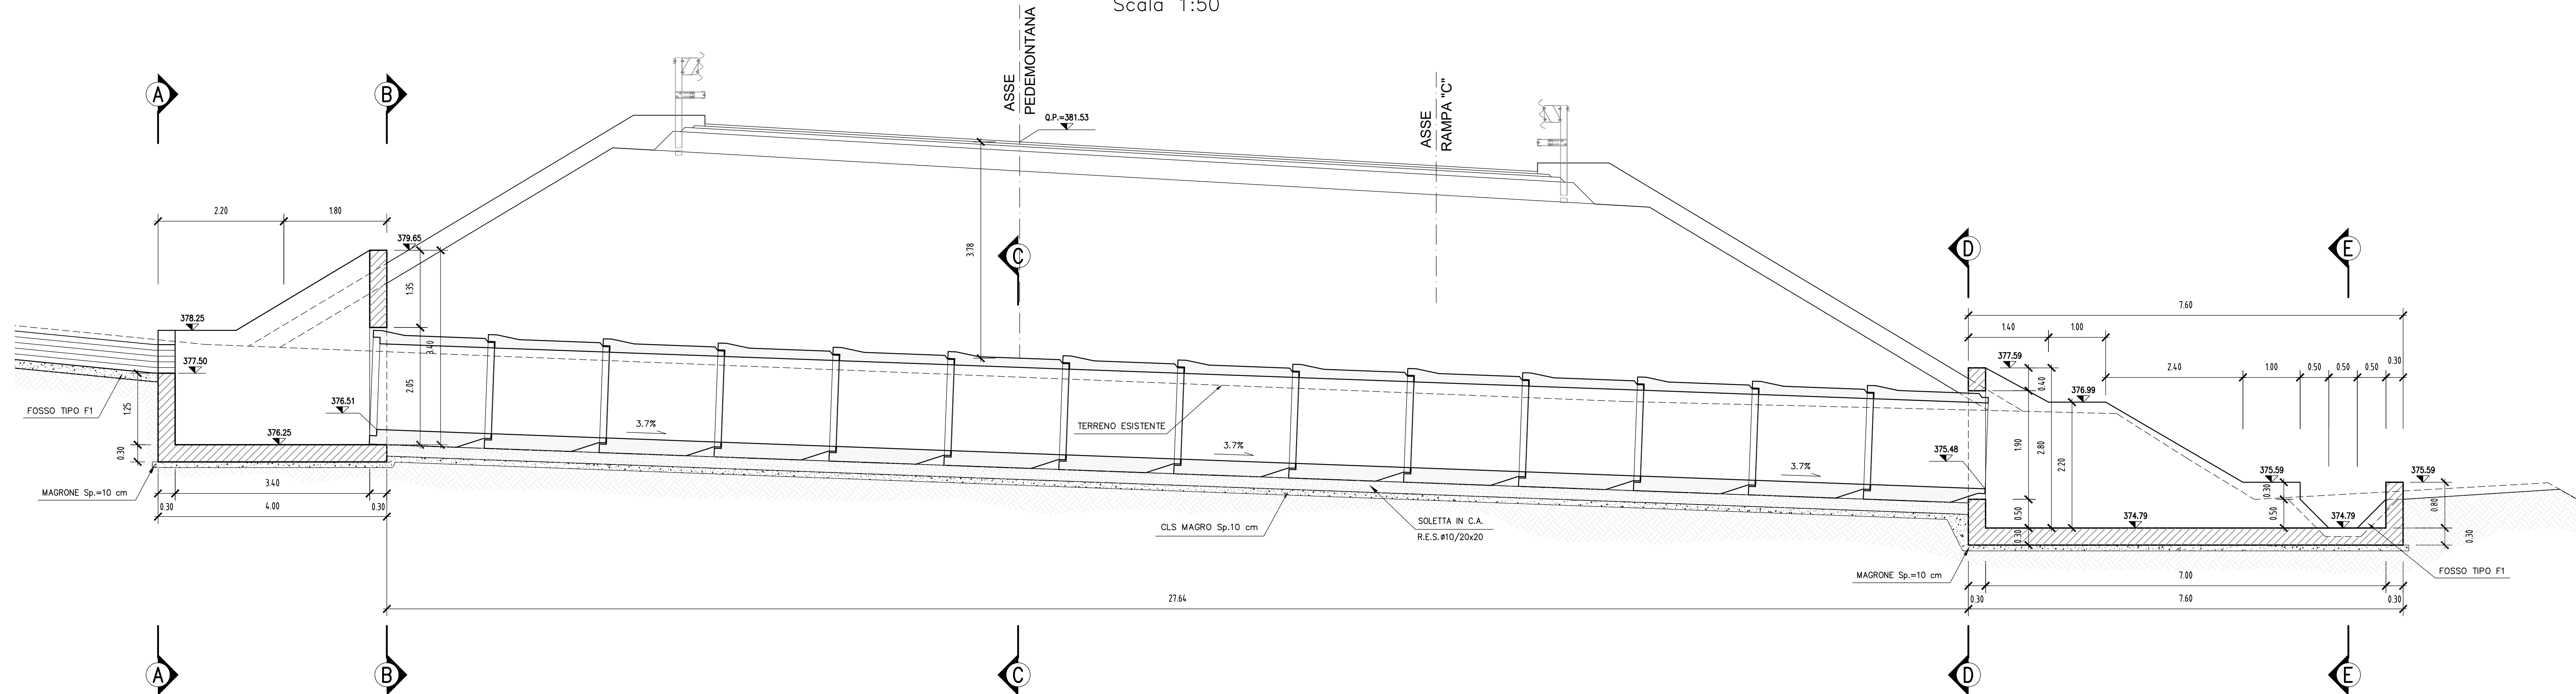 Scala 1:50
ASSE
PEDEMONTANA
ASSE
RAMPA "C"
A
B
Q.P.=381.53
2.20
1.80
379.65
3.78
C
D
E
7.60
1.35
378.25
1.40
1.00
377.59
0.30
377.50
3.40
2.40
1.00
0.50
0.50
0.50
0.40
376.99
2.05
376.51
FOSSO TIPO F1
1.25
3.7%
TERRENO ESISTENTE
376.25
3.7%
1.90
2.80
2.20
375.48
3.7%
375.59
375.59
0.30
0.30
MAGRONE Sp.=10 cm
3.40
0.30
4.00
0.30
CLS MAGRO Sp.10 cm
SOLETTA IN C.A.
R.E.S.ø10/20x20
0.50
0.30
374.79
0.50
374.79
0.80
0.30
MAGRONE Sp.=10 cm
7.00
FOSSO TIPO F1
27.64
0.30
7.60
0.30
A
B
C
D
E